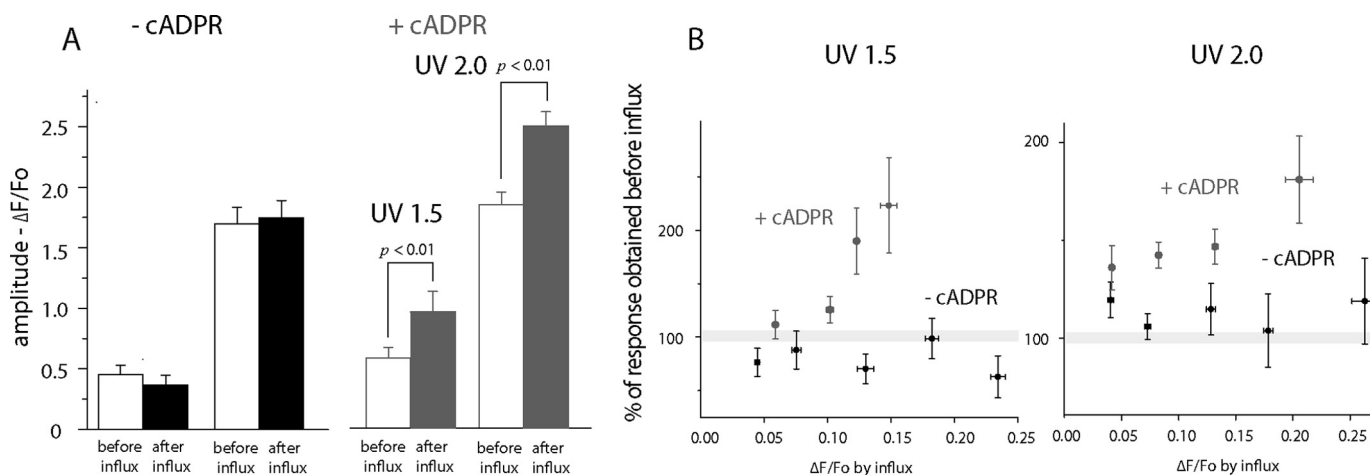 A
- cADPR
+ cADPR
UV 2.0
p < 0.01
UV 1.5
p < 0.01
amplitude - ΔF/Fo
2.5
2.0
1.5
1.0
0.5
0
before influx
after influx
before influx
after influx
before influx
after influx
before influx
after influx
B
UV 1.5
% of response obtained before influx
200
100
+ cADPR
- cADPR
0.00 0.05 0.10 0.15 0.20 0.25
ΔF/Fo by influx
UV 2.0
200
100
+ cADPR
- cADPR
0.00 0.05 0.10 0.15 0.20 0.25
ΔF/Fo by influx